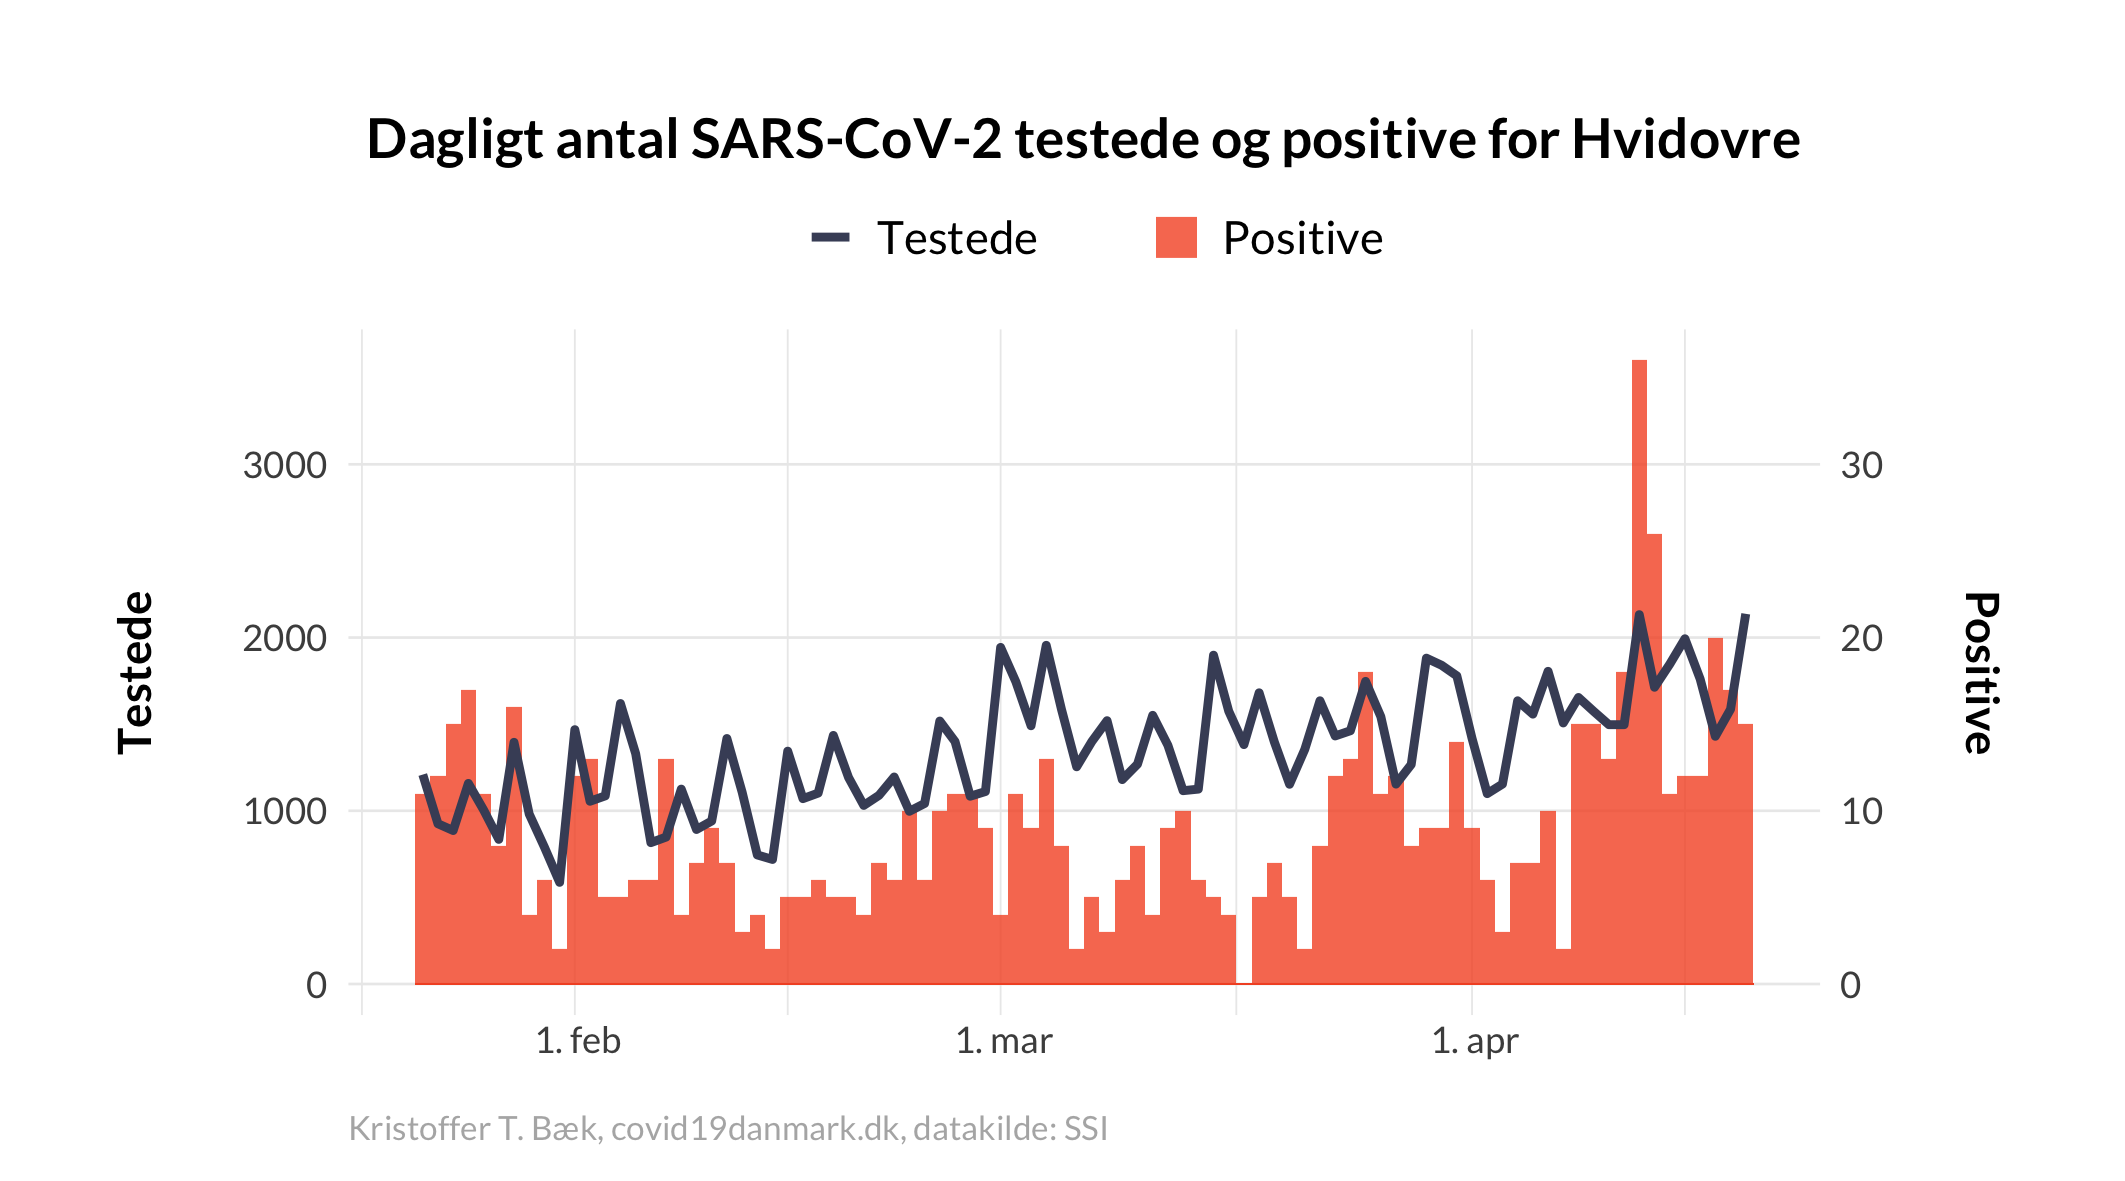 Dagligt antal SARS-CoV-2 testede og positive for Hvidovre
Testede
Positive
Testede
3000
2000
1000
0
30
20
10
0
Positive
1. feb
1. mar
1. apr
Kristoffer T. Bæk, covid19danmark.dk, datakilde: SSI